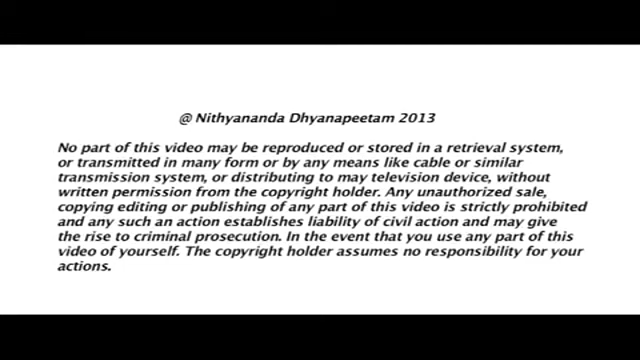 @ Nithyananda Dhyanapeetam 2013
No part of this video may be reproduced or stored in a retrieval system,
or transmitted in many form or by any means like cable or similar
transmission system, or distributing to may television device, without
written permission from the copyright holder. Any unauthorized sale,
copying editing or publishing of any part of this video is strictly prohibited
and any such an action establishes liability of civil action and may give
the rise to criminal prosecution. In the event that you use any part of this
video of yourself. The copyright holder assumes no responsibility for your
actions.